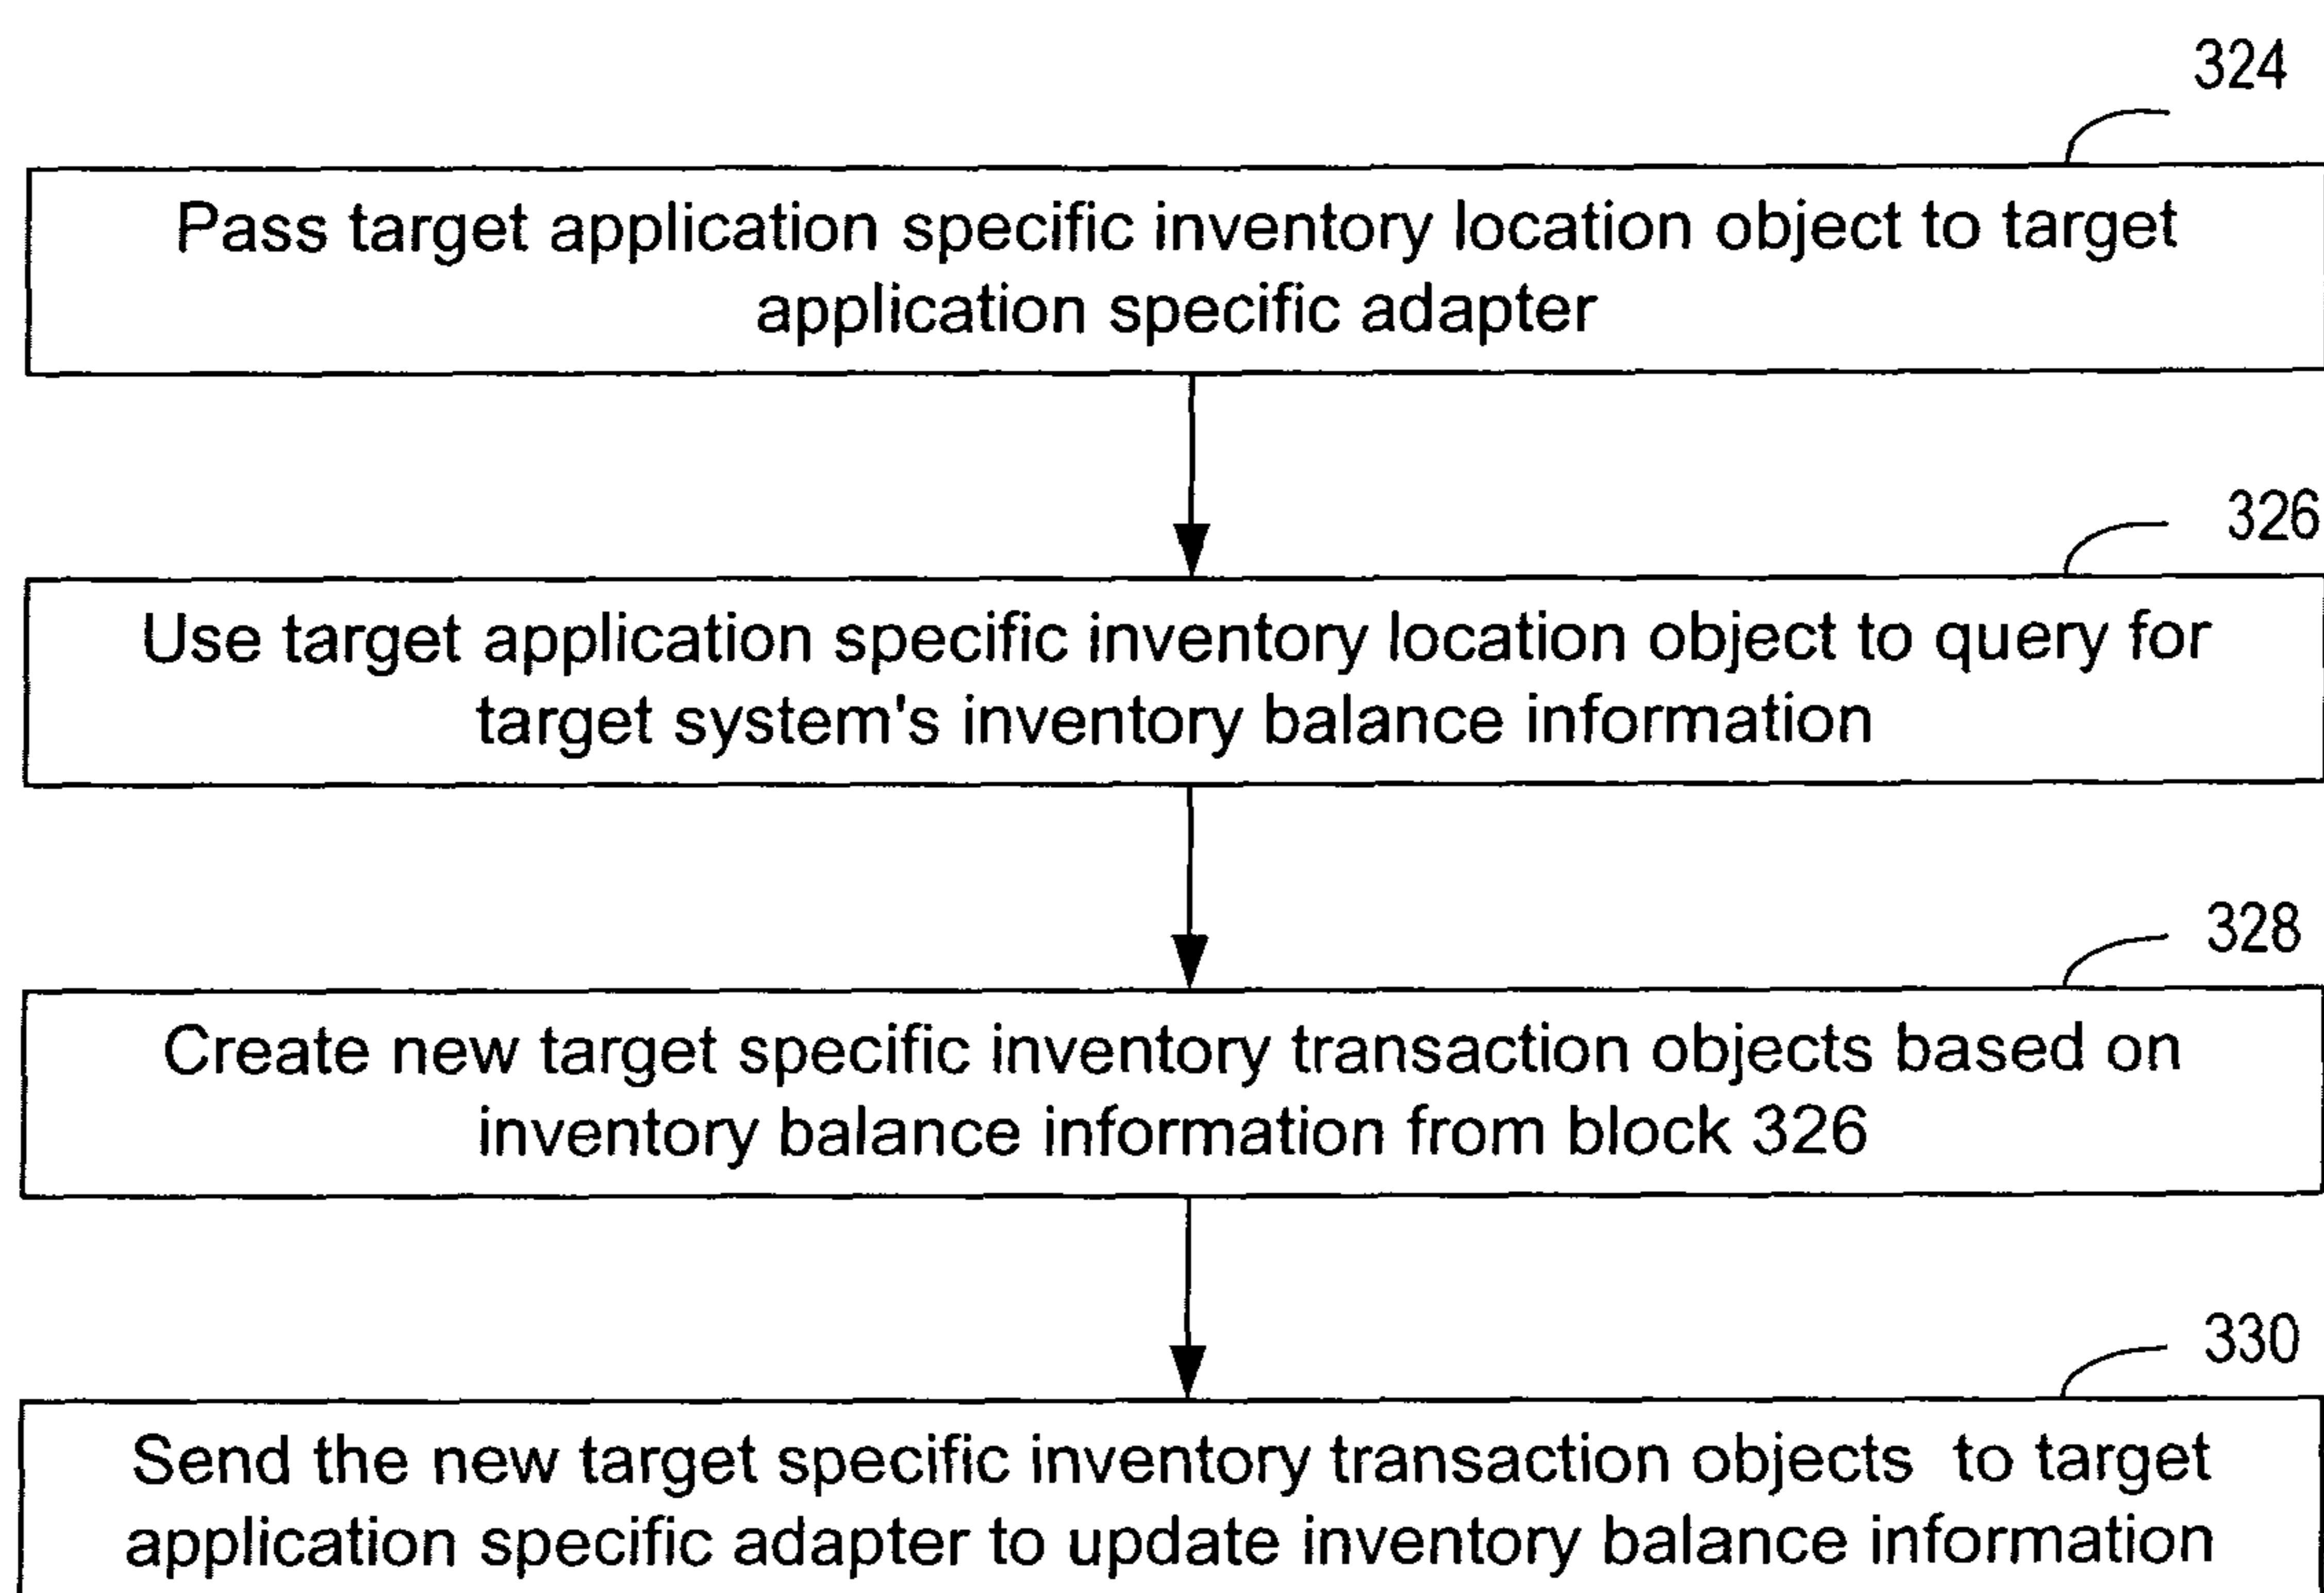 324
Pass target application specific inventory location object to target
application specific adapter
326
Use target application specific inventory location object to query for
target system's inventory balance information
328
Create new target specific inventory transaction objects based on
inventory balance information from block 326
330
Send the new target specific inventory transaction objects to target
application specific adapter to update inventory balance information